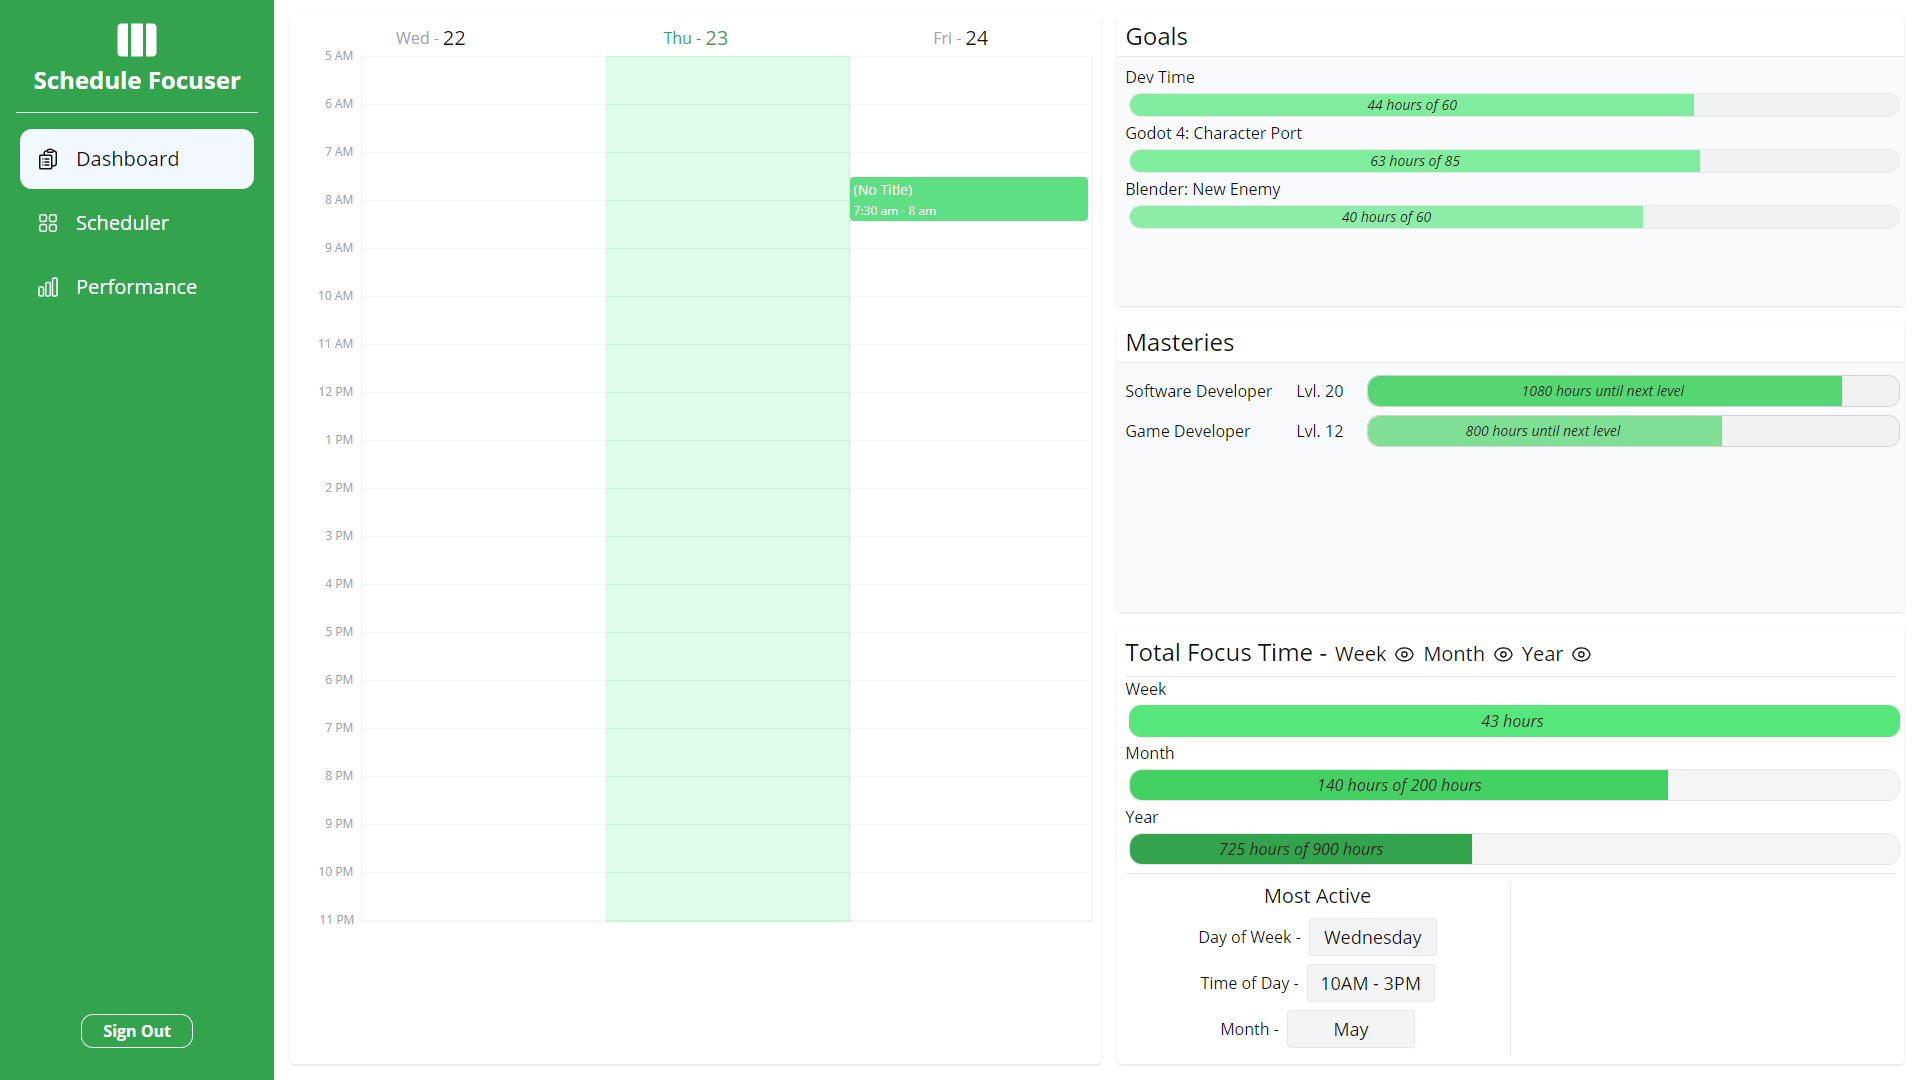 Schedule Focuser
Dashboard
Scheduler
Performance
Sign Out
Wed - 22 Thu - 23 Fri - 24
5 AM
6 AM
7 AM
8 AM
9 AM
10 AM
11 AM
12 PM
1 PM
2 PM
3 PM
4 PM
5 PM
6 PM
7 PM
8 PM
9 PM
10 PM
11 PM
(No Title)
7:30 am - 8 am
Goals
Dev Time
44 hours of 60
Godot 4: Character Port
63 hours of 85
Blender: New Enemy
40 hours of 60
Masteries
Software Developer Lvl. 20 1080 hours until next level
Game Developer Lvl. 12 800 hours until next level
Total Focus Time - Week Month Year
Week
43 hours
Month
140 hours of 200 hours
Year
725 hours of 900 hours
Most Active
Day of Week - Wednesday
Time of Day - 10AM - 3PM
Month - May